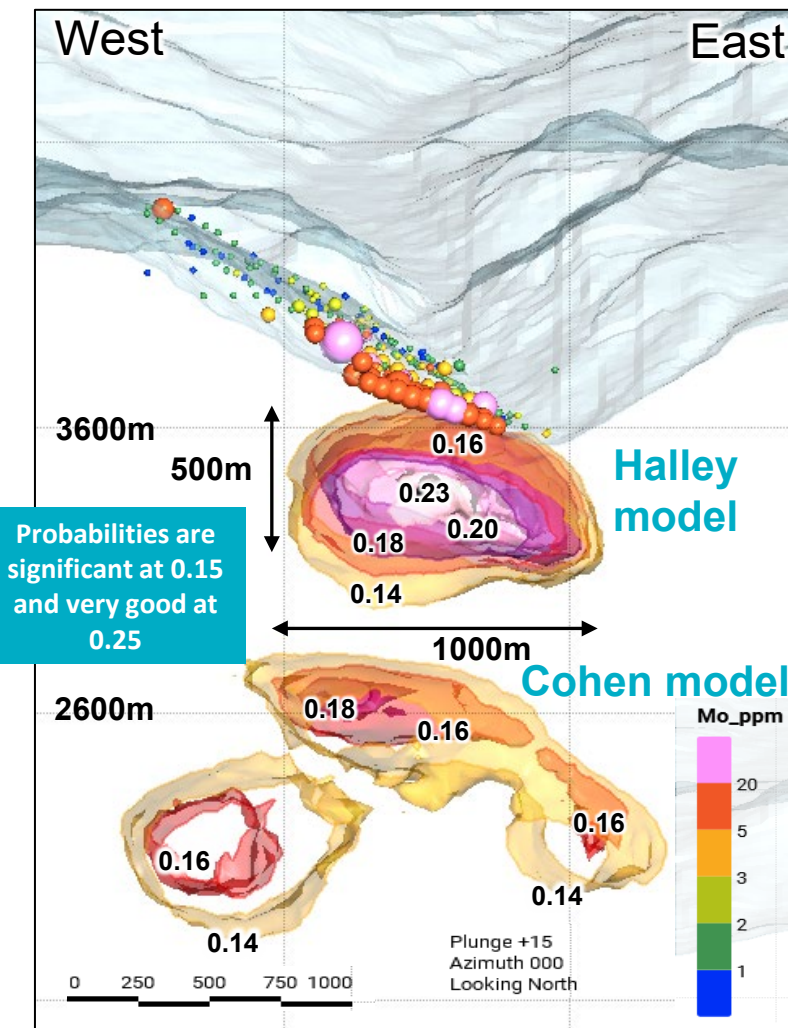 West
East
0.16
3600m
500m
Halley
model
0.23
0.20
0.18
Probabilities are
significant at 0.15
and very good at
0.25
0.14
1000m
Cohen model
2600m
0.18
0.16
Mo_ppm
20
5
3
2
1
0.16
0.16
0.14
0.14
Plunge +15
Azimuth 000
Looking North
0 250 500 750 1000